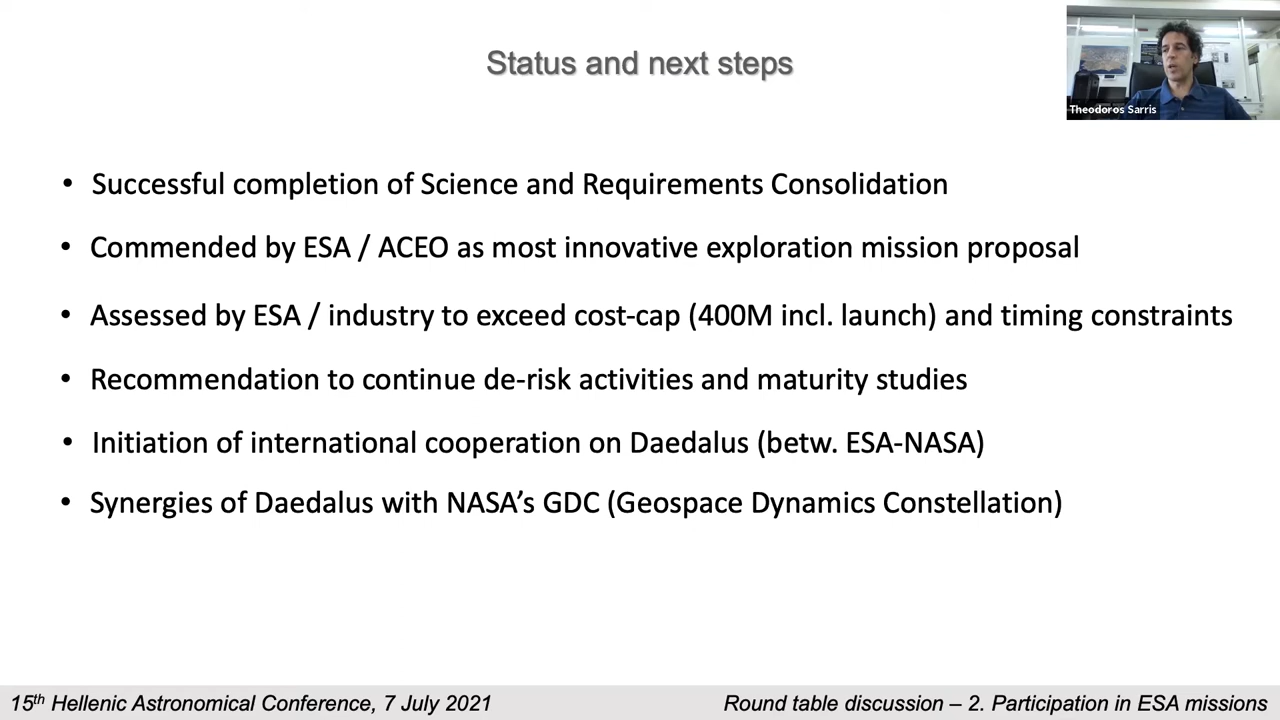 Status and next steps
Theodoros Sarris
• Successful completion of Science and Requirements Consolidation
• Commended by ESA / ACEO as most innovative exploration mission proposal
• Assessed by ESA / industry to exceed cost-cap (400M incl. launch) and timing constraints
• Recommendation to continue de-risk activities and maturity studies
• Initiation of international cooperation on Daedalus (betw. ESA-NASA)
• Synergies of Daedalus with NASA’s GDC (Geospace Dynamics Constellation)
15th Hellenic Astronomical Conference, 7 July 2021
Round table discussion – 2. Participation in ESA missions